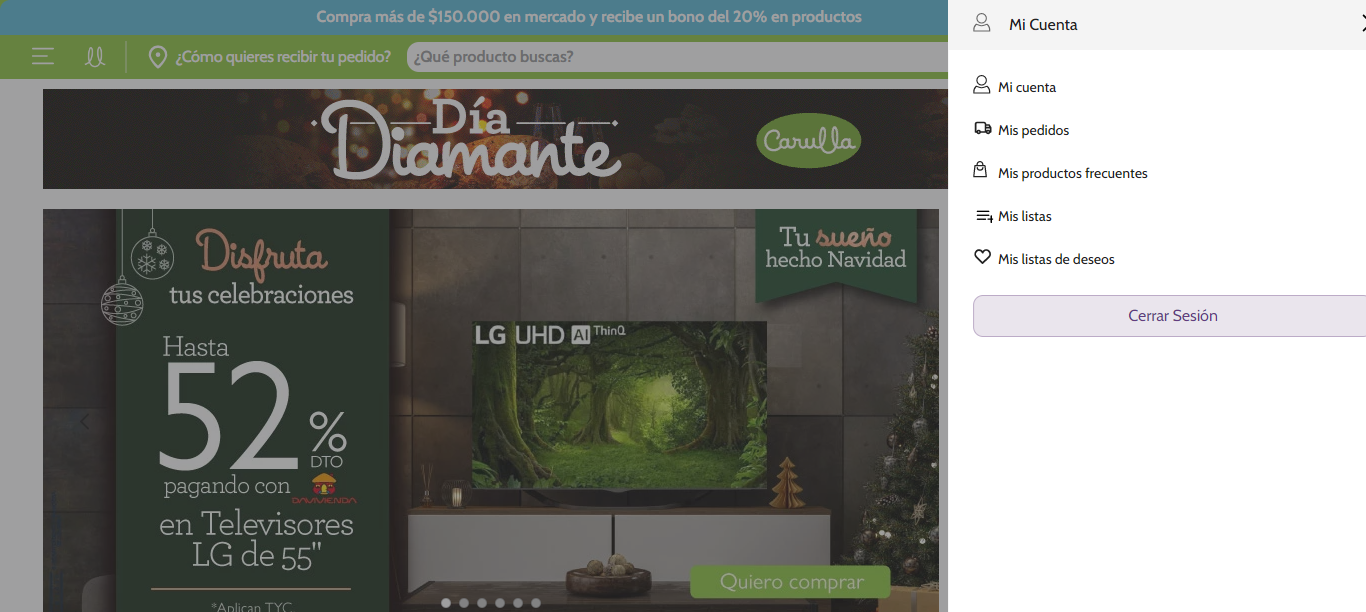 Compra más de $150.000 en mercado y recibe un bono del 20% en productos
¿Cómo quieres recibir tu pedido?
¿Qué producto buscas?
Día
Diamante
Carulla
Disfruta
tus celebraciones
Hasta
52%
DTO
pagando con
DAVIVIENDA
en Televisores
LG de 55"
*Aplican TYC
Tu sueño
hecho Navidad
LG UHD AI ThinQ
Quiero comprar
Mi Cuenta
Mi cuenta
Mis pedidos
Mis productos frecuentes
Mis listas
Mis listas de deseos
Cerrar Sesión